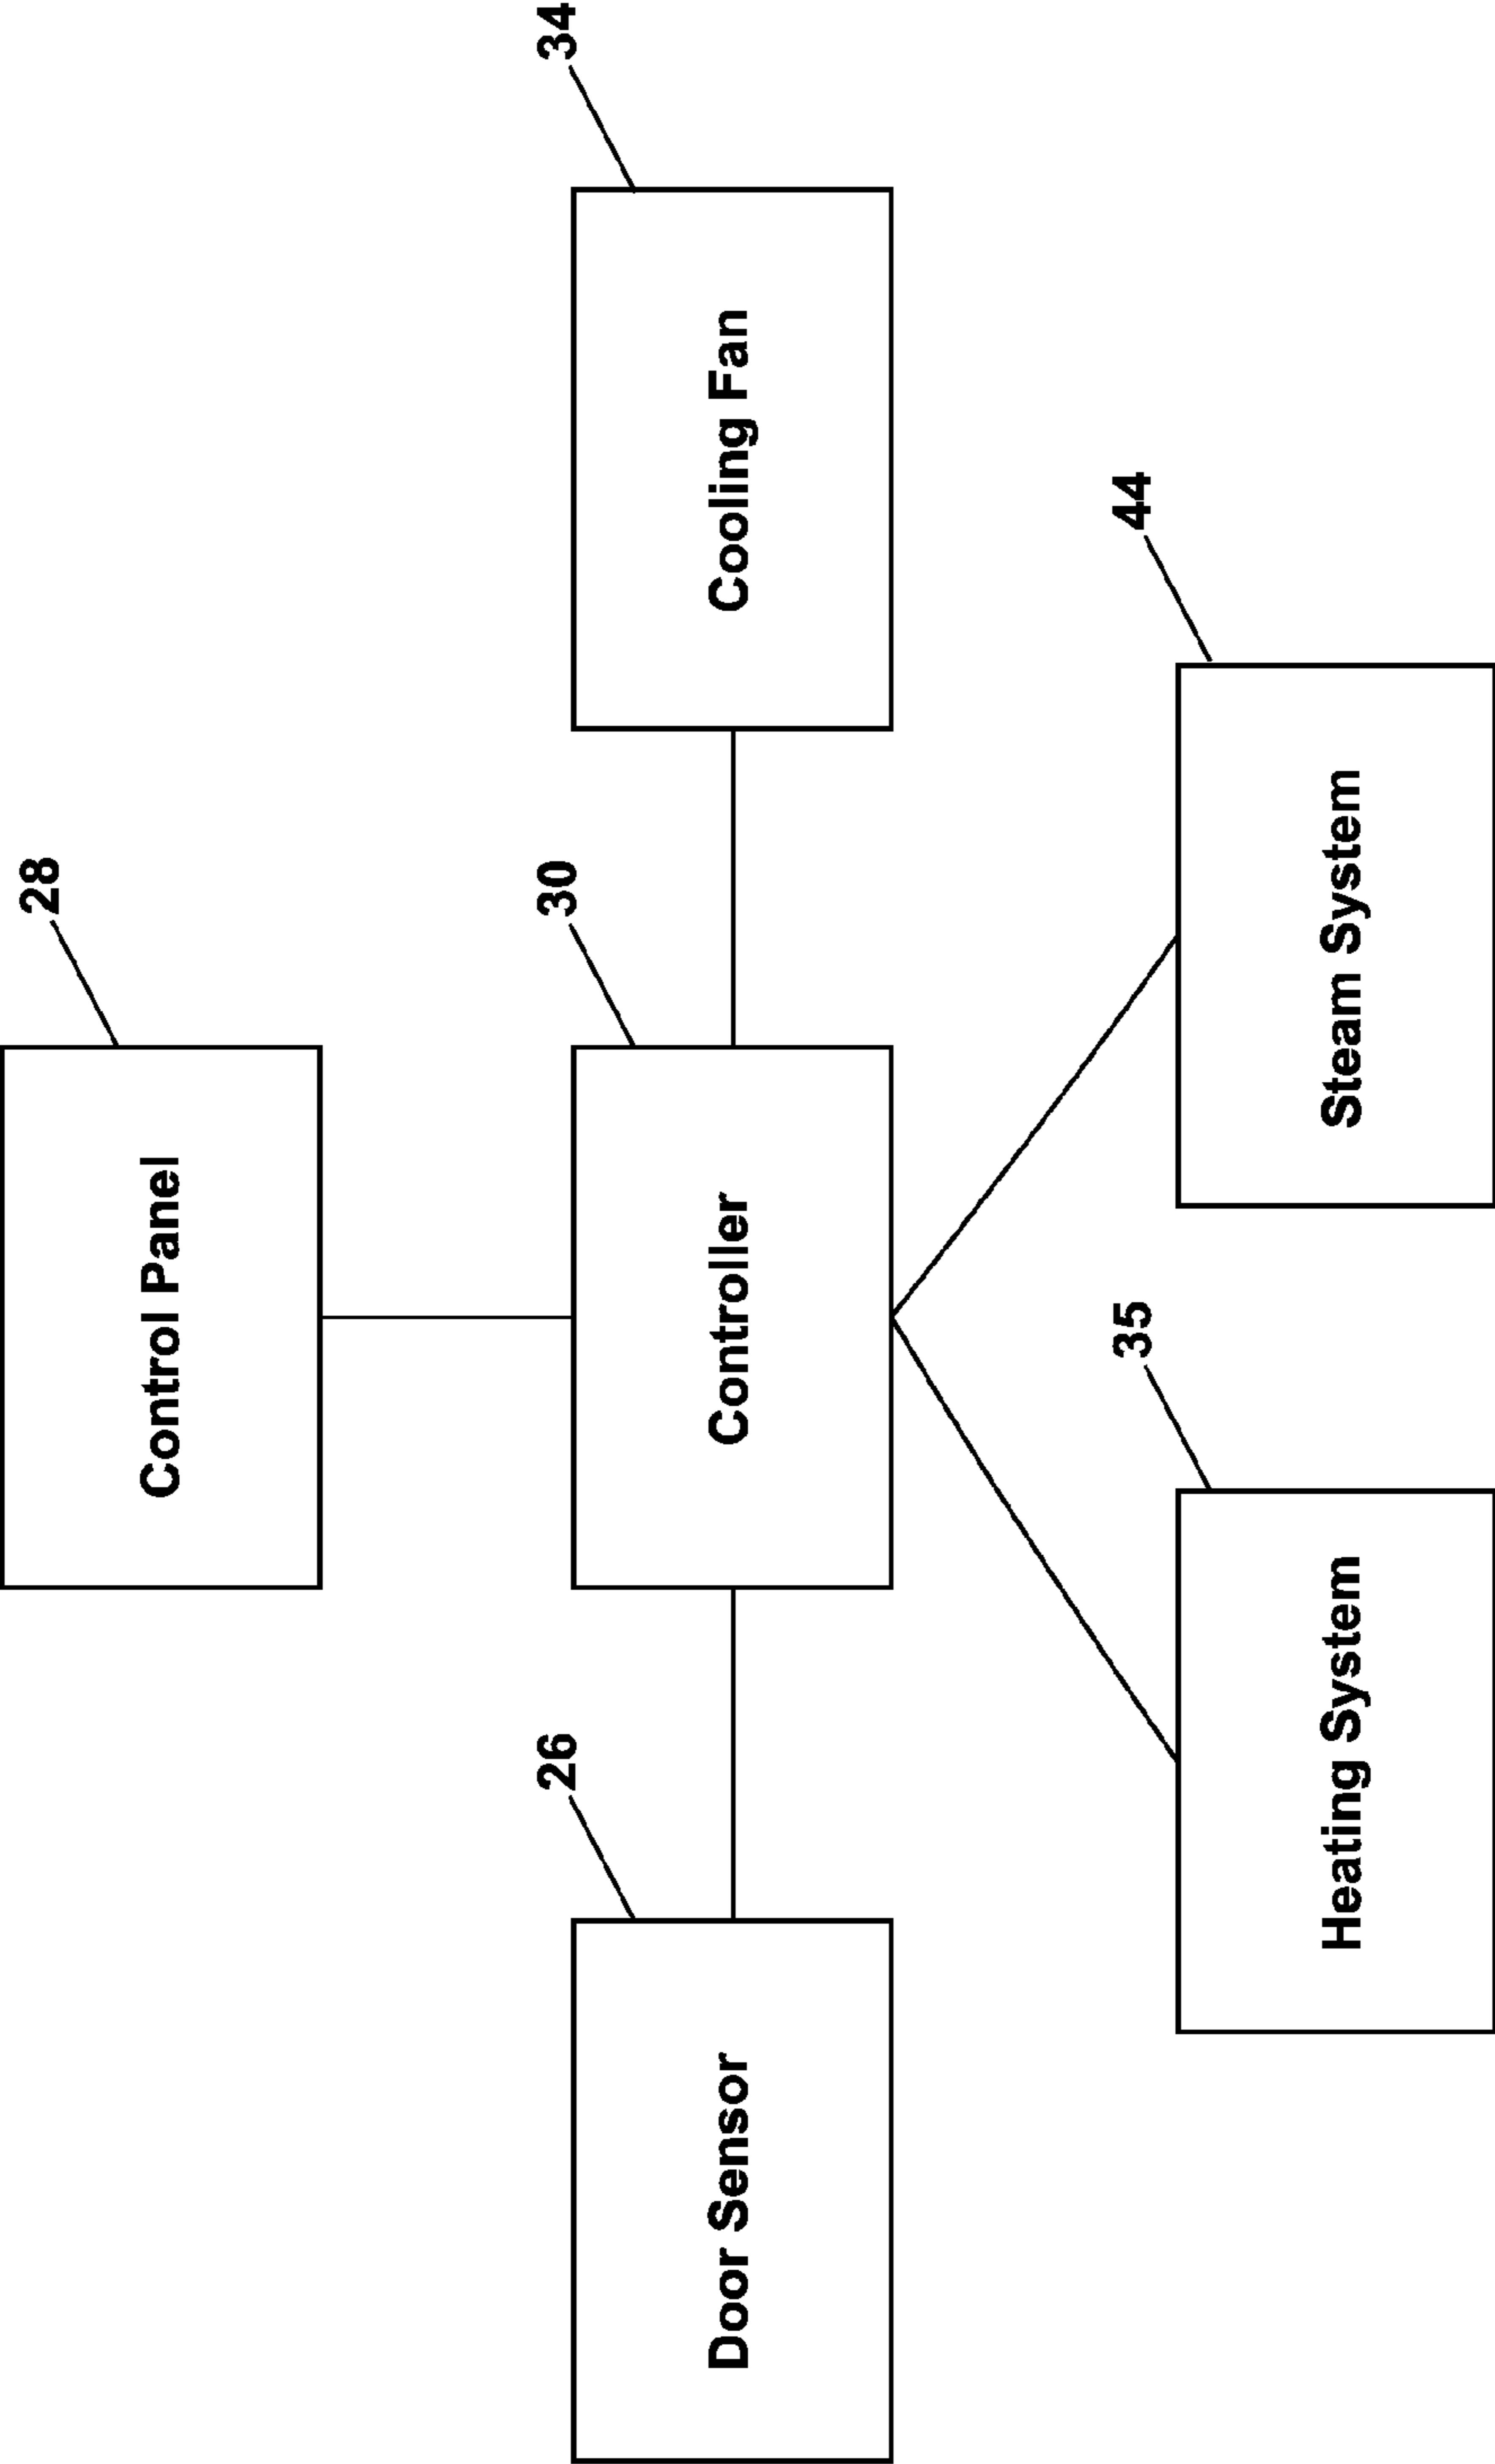 28
Control Panel
26
30
34
Door Sensor
Controller
Cooling Fan
35
44
Heating System
Steam System